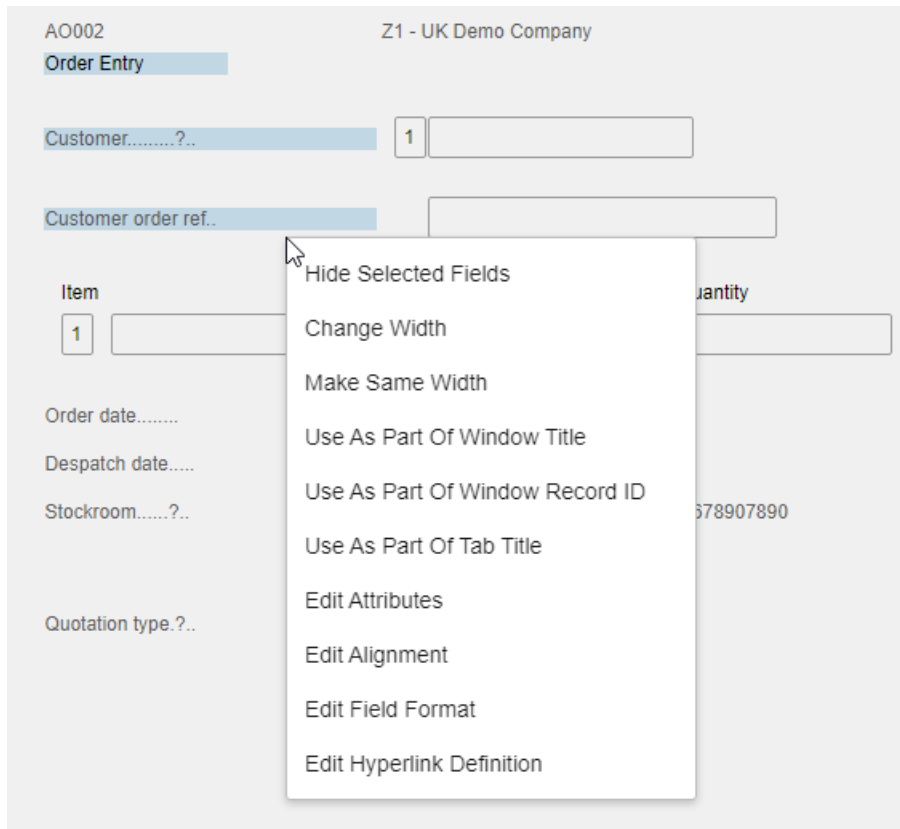 AO002 Z1 - UK Demo Company
Order Entry
Customer.........?.. 1
Customer order ref..
Hide Selected Fields
Item uantity
Change Width
1
Make Same Width
Order date........
Use As Part Of Window Title
Despatch date.....
Use As Part Of Window Record ID
Stockroom......?.. 678907890
Use As Part Of Tab Title
Edit Attributes
Quotation type.?..
Edit Alignment
Edit Field Format
Edit Hyperlink Definition